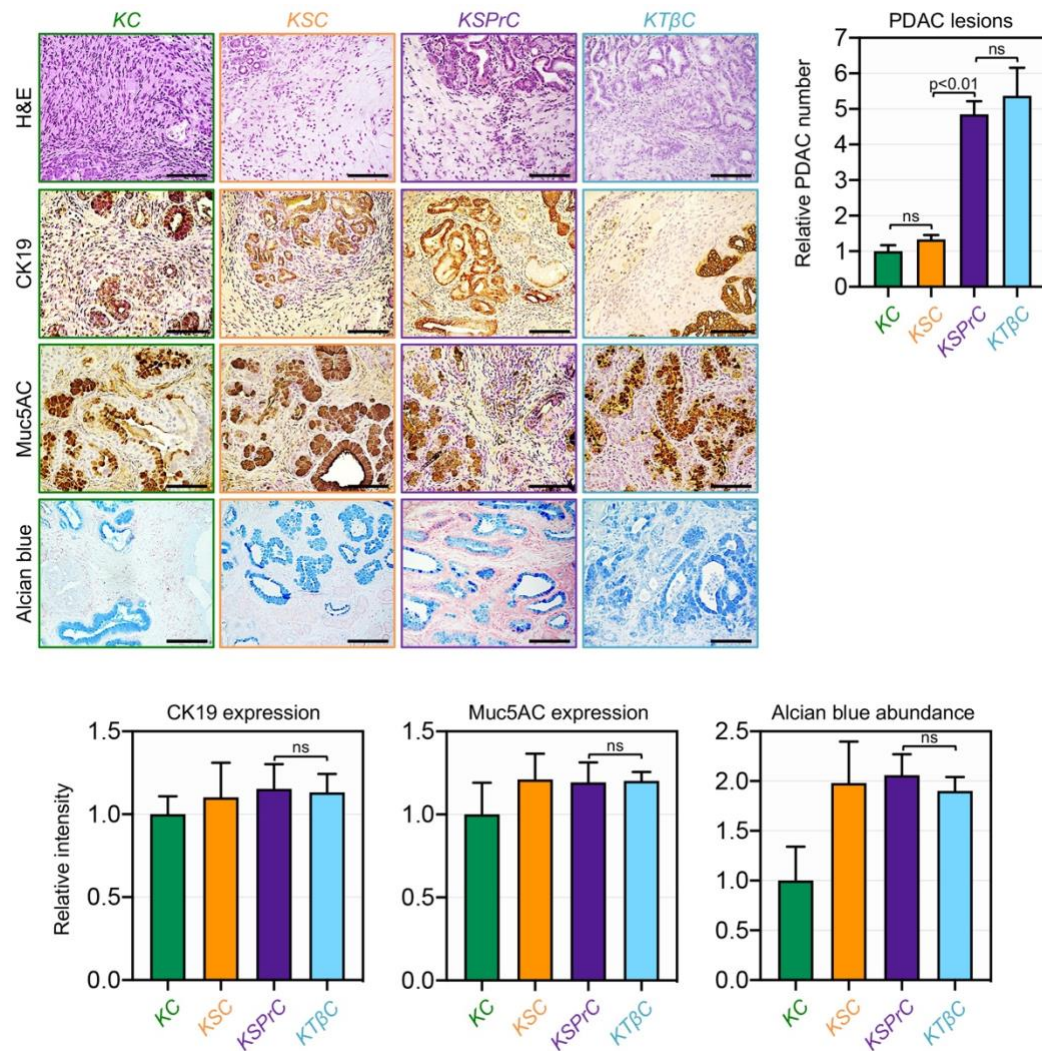 KC KSC KSPrC KTβC
H&E
CK19
Muc5AC
Alcian blue
PDAC lesions
Relative PDAC number
7
6
5
4
3
2
1
0
ns
p<0.01
ns
KC KSC KSPrC KTβC
CK19 expression
Relative intensity
1.5
1.0
0.5
0.0
ns
KC KSC KSPrC KTβC
Muc5AC expression
1.5
1.0
0.5
0.0
ns
KC KSC KSPrC KTβC
Alcian blue abundance
2.5
2.0
1.5
1.0
0.5
0.0
ns
KC KSC KSPrC KTβC